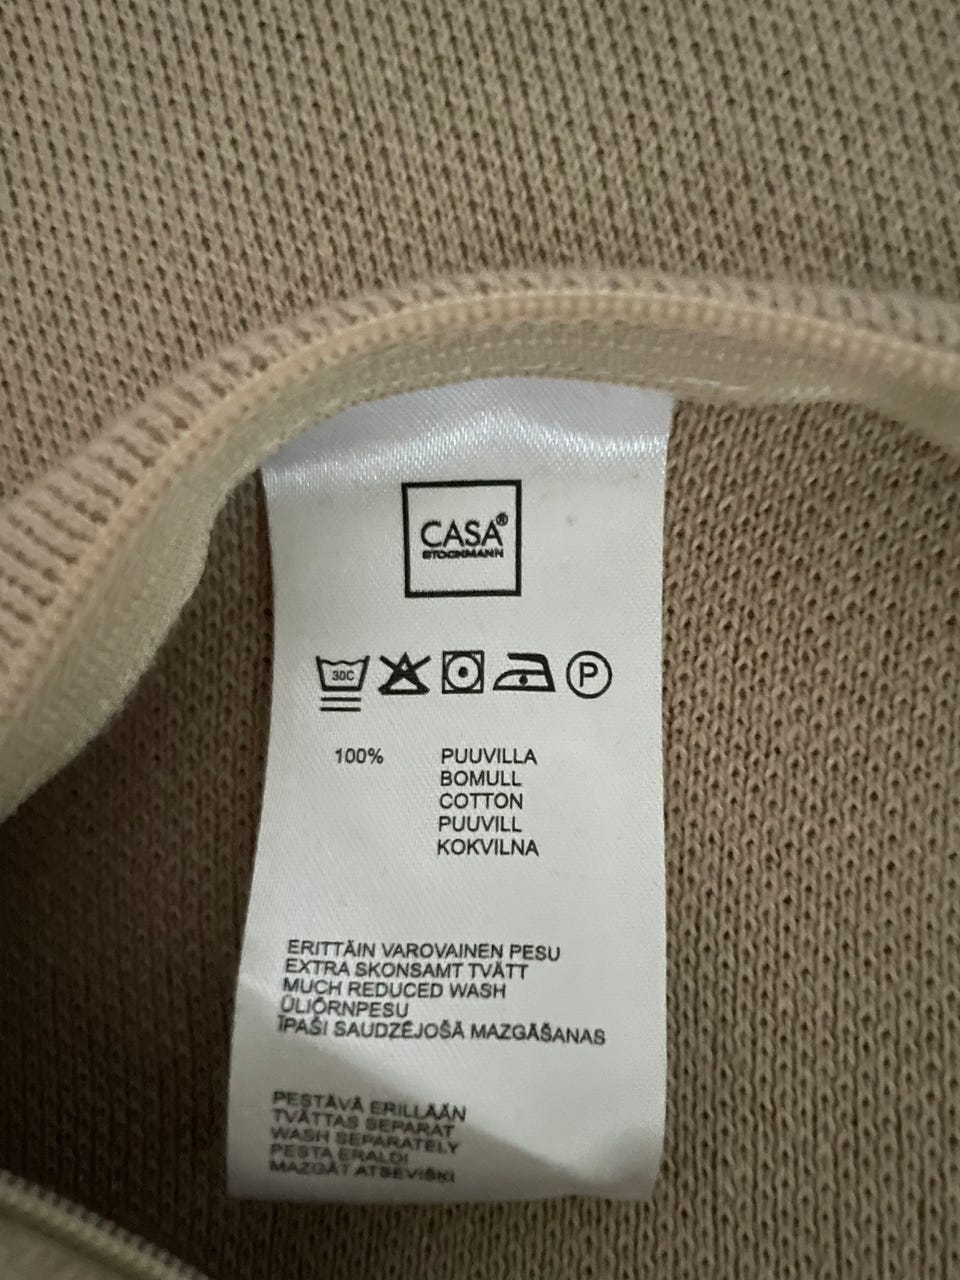 CASA®
STOCKMANN
30C
P
100% PUUVILLA
BOMULL
COTTON
PUUVILL
KOKVILNA
ERITTÄIN VAROVAINEN PESU
EXTRA SKONSAMT TVÄTT
MUCH REDUCED WASH
ÜLIÕRNPESU
ĪPAŠI SAUDZĒJOŠĀ MAZGĀŠANAS
PESTÄVÄ ERILLÄÄN
TVÄTTAS SEPARAT
WASH SEPARATELY
PESTA ERALDI
MAZGĀT ATSEVIŠĶI